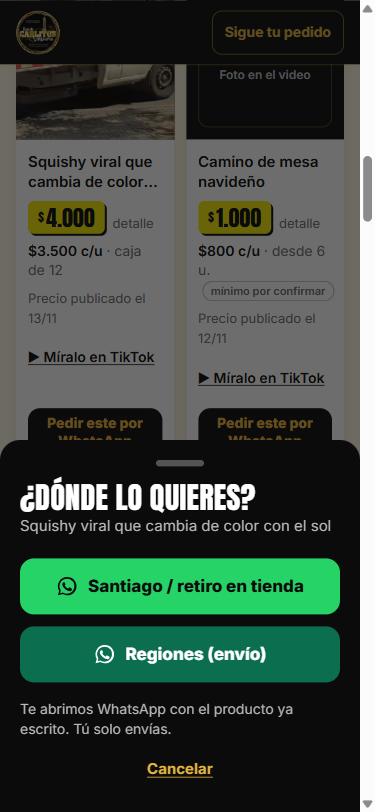 CARLITOS
Sigue tu pedido
Foto en el video
Squishy viral que
cambia de color...
$4.000 detalle
$3.500 c/u · caja
de 12
Precio publicado el
13/11
▶ Míralo en TikTok
Pedir este por
WhatsApp
Camino de mesa
navideño
$1.000 detalle
$800 c/u · desde 6
u.
mínimo por confirmar
Precio publicado el
12/11
▶ Míralo en TikTok
Pedir este por
WhatsApp
¿DÓNDE LO QUIERES?
Squishy viral que cambia de color con el sol
Santiago / retiro en tienda
Regiones (envío)
Te abrimos WhatsApp con el producto ya
escrito. Tú solo envías.
Cancelar